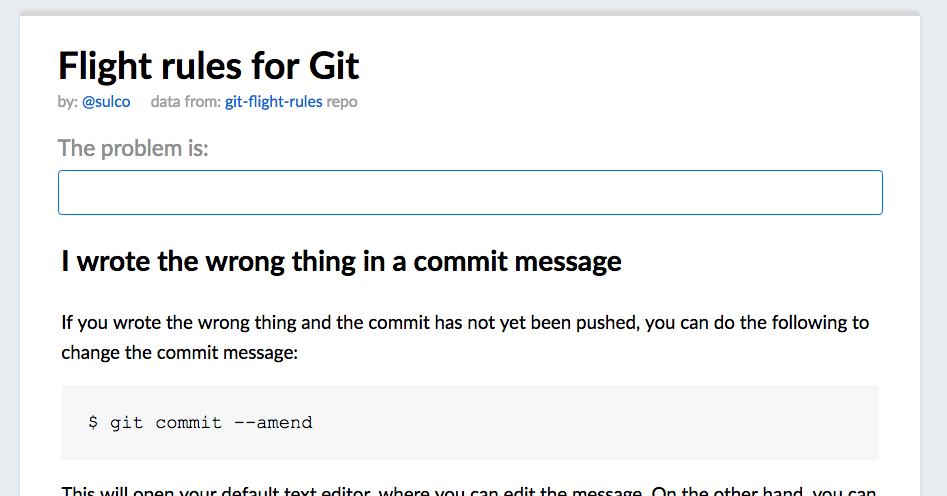 Flight rules for Git
by: @sulco data from: git-flight-rules repo
The problem is:
I wrote the wrong thing in a commit message
If you wrote the wrong thing and the commit has not yet been pushed, you can do the following to
change the commit message:
$ git commit --amend
This will open your default text editor, where you can edit the message. On the other hand, you can